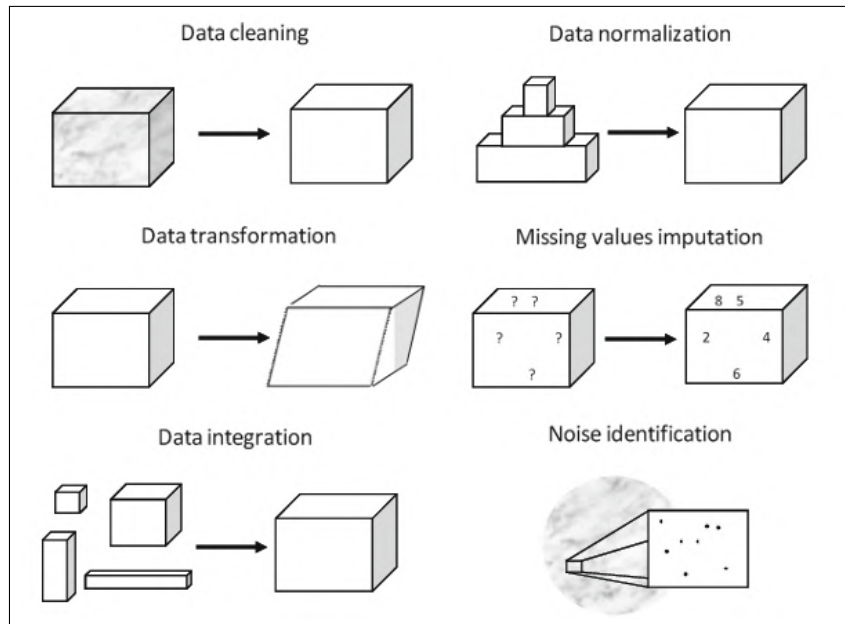 Data cleaning
Data normalization
Data transformation
Missing values imputation
? ?
? ?
?
8 5
2 4
6
Data integration
Noise identification